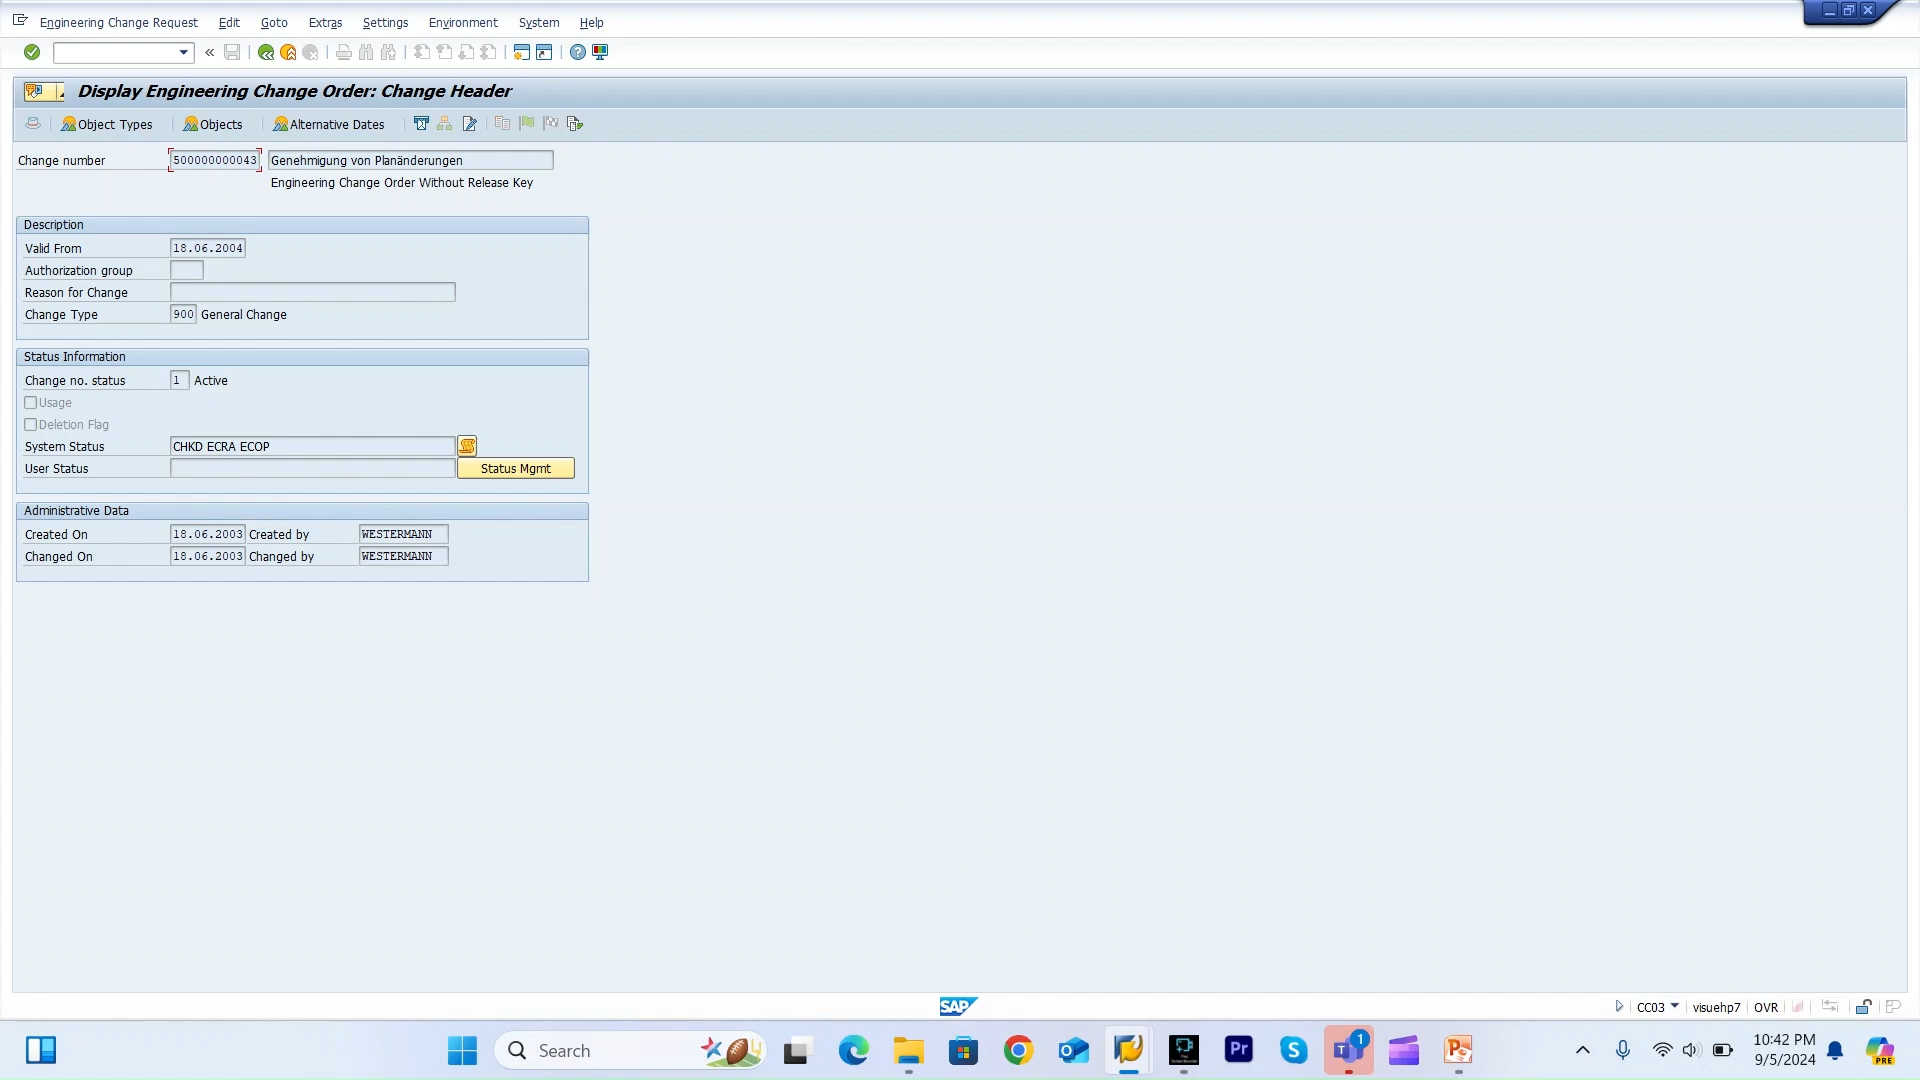 Engineering Change Request Edit Goto Extras Settings Environment System Help
Display Engineering Change Order: Change Header
Object Types Objects Alternative Dates
Change number 500000000043 Genehmigung von Planänderungen
Engineering Change Order Without Release Key
Description
Valid From 18.06.2004
Authorization group
Reason for Change
Change Type 900 General Change
Status Information
Change no. status 1 Active
Usage
Deletion Flag
System Status CHKD ECRA ECOP
User Status Status Mgmt
Administrative Data
Created On 18.06.2003 Created by WESTERMANN
Changed On 18.06.2003 Changed by WESTERMANN
SAP
CC03 visuehp7 OVR
Search
Pr
S
T 1
P
PRE
10:42 PM
9/5/2024